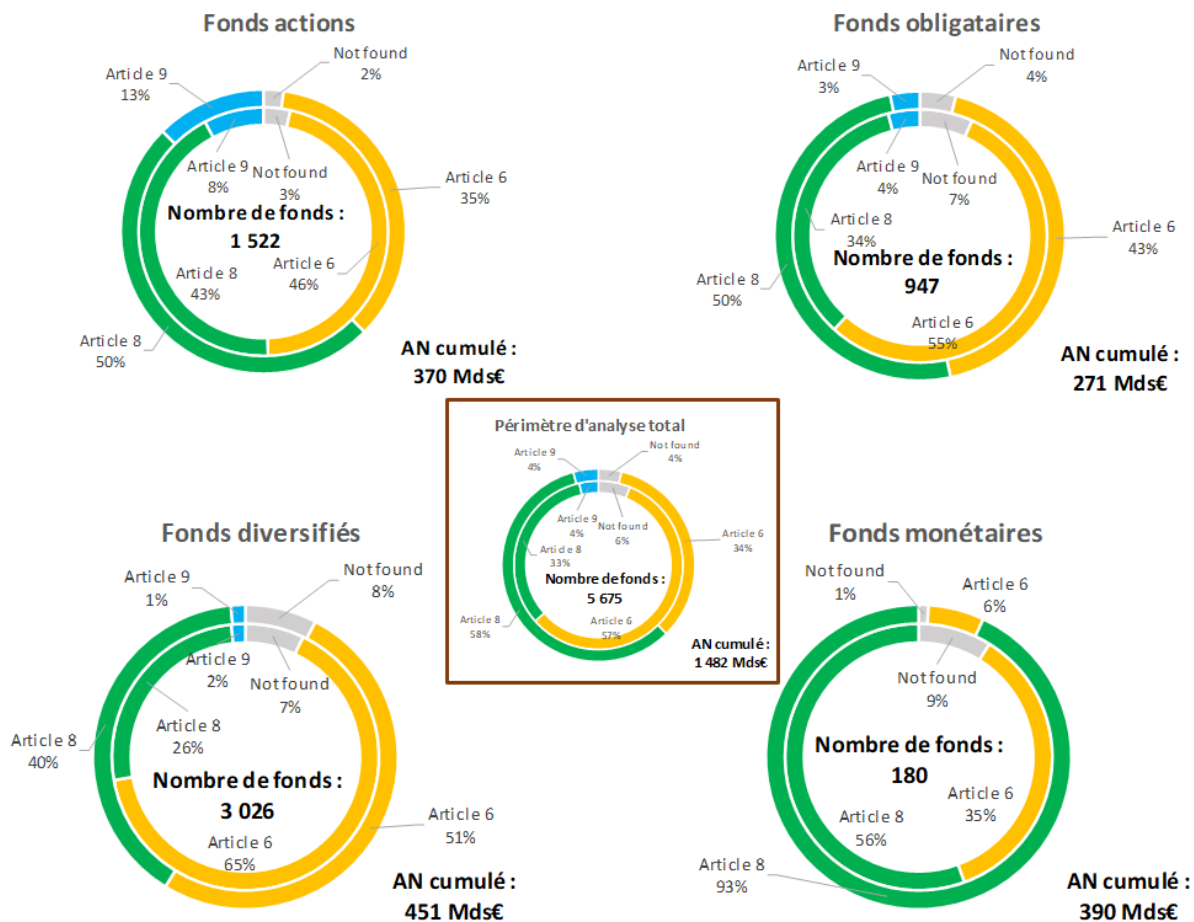 Fonds actions
Not found
2%
Article 9
13%
Article 9
8%
Not found
3%
Article 6
35%
Nombre de fonds :
1 522
Article 8
43%
Article 6
46%
Article 8
50%
AN cumulé :
370 Mds€
Fonds obligataires
Article 9
3%
Not found
4%
Article 9
4%
Not found
7%
Article 8
34%
Article 6
43%
Nombre de fonds :
947
Article 8
50%
Article 6
55%
AN cumulé :
271 Mds€
Périmètre d'analyse total
Article 9
4%
Not found
4%
Article 9
4%
Not found
6%
Article 8
33%
Article 6
34%
Nombre de fonds :
5 675
Article 8
58%
Article 6
57%
AN cumulé :
1 482 Mds€
Fonds diversifiés
Article 9
1%
Not found
8%
Article 9
2%
Not found
7%
Article 8
26%
Article 8
40%
Nombre de fonds :
3 026
Article 6
65%
Article 6
51%
AN cumulé :
451 Mds€
Fonds monétaires
Not found
1%
Article 6
6%
Not found
9%
Nombre de fonds :
180
Article 6
35%
Article 8
56%
Article 8
93%
AN cumulé :
390 Mds€